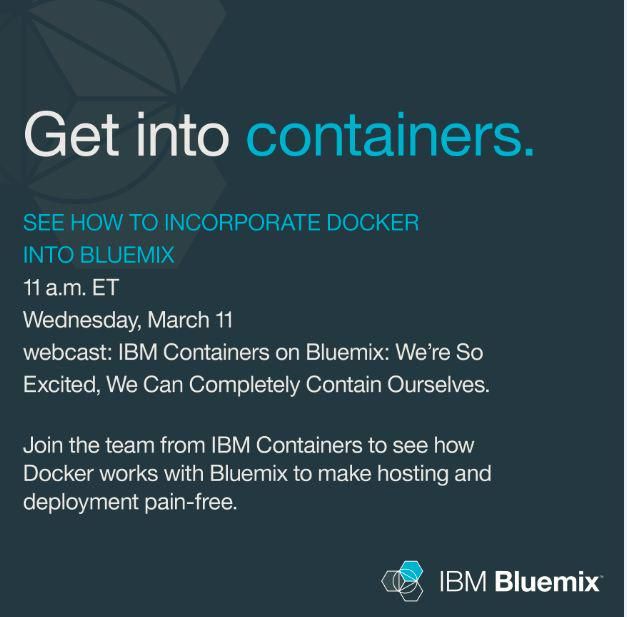 Get into containers.
SEE HOW TO INCORPORATE DOCKER
INTO BLUEMIX
11 a.m. ET
Wednesday, March 11
webcast: IBM Containers on Bluemix: We’re So
Excited, We Can Completely Contain Ourselves.
Join the team from IBM Containers to see how
Docker works with Bluemix to make hosting and
deployment pain-free.
IBM Bluemix™